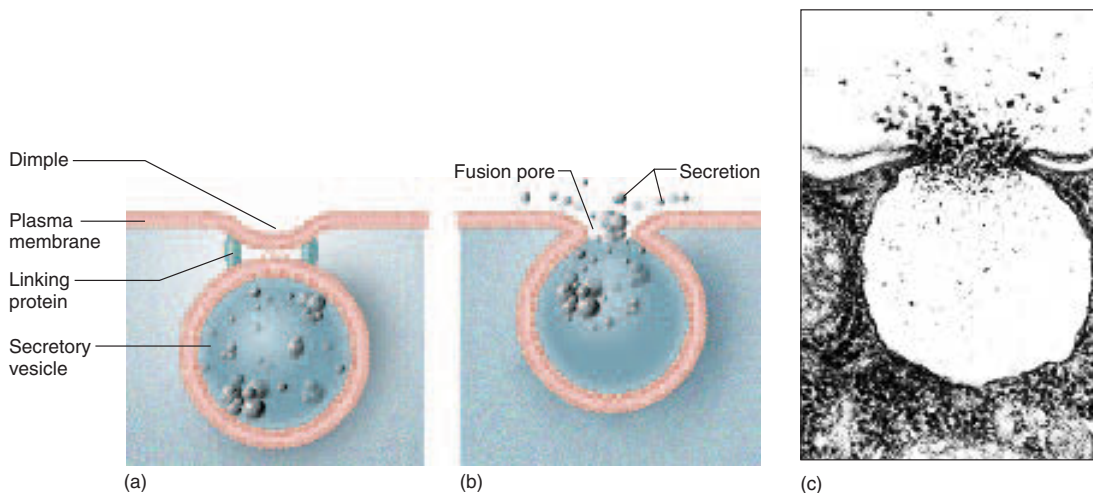 Dimple
Plasma
membrane
Linking
protein
Secretory
vesicle
Fusion pore
Secretion
(a)
(b)
(c)